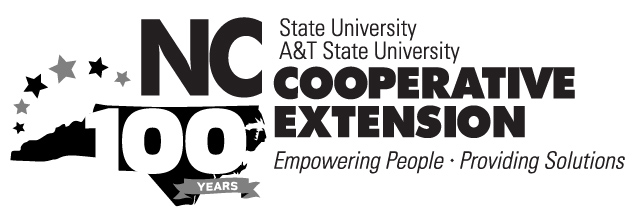 NC
State University
A&T State University
COOPERATIVE
EXTENSION
100
YEARS
Empowering People · Providing Solutions